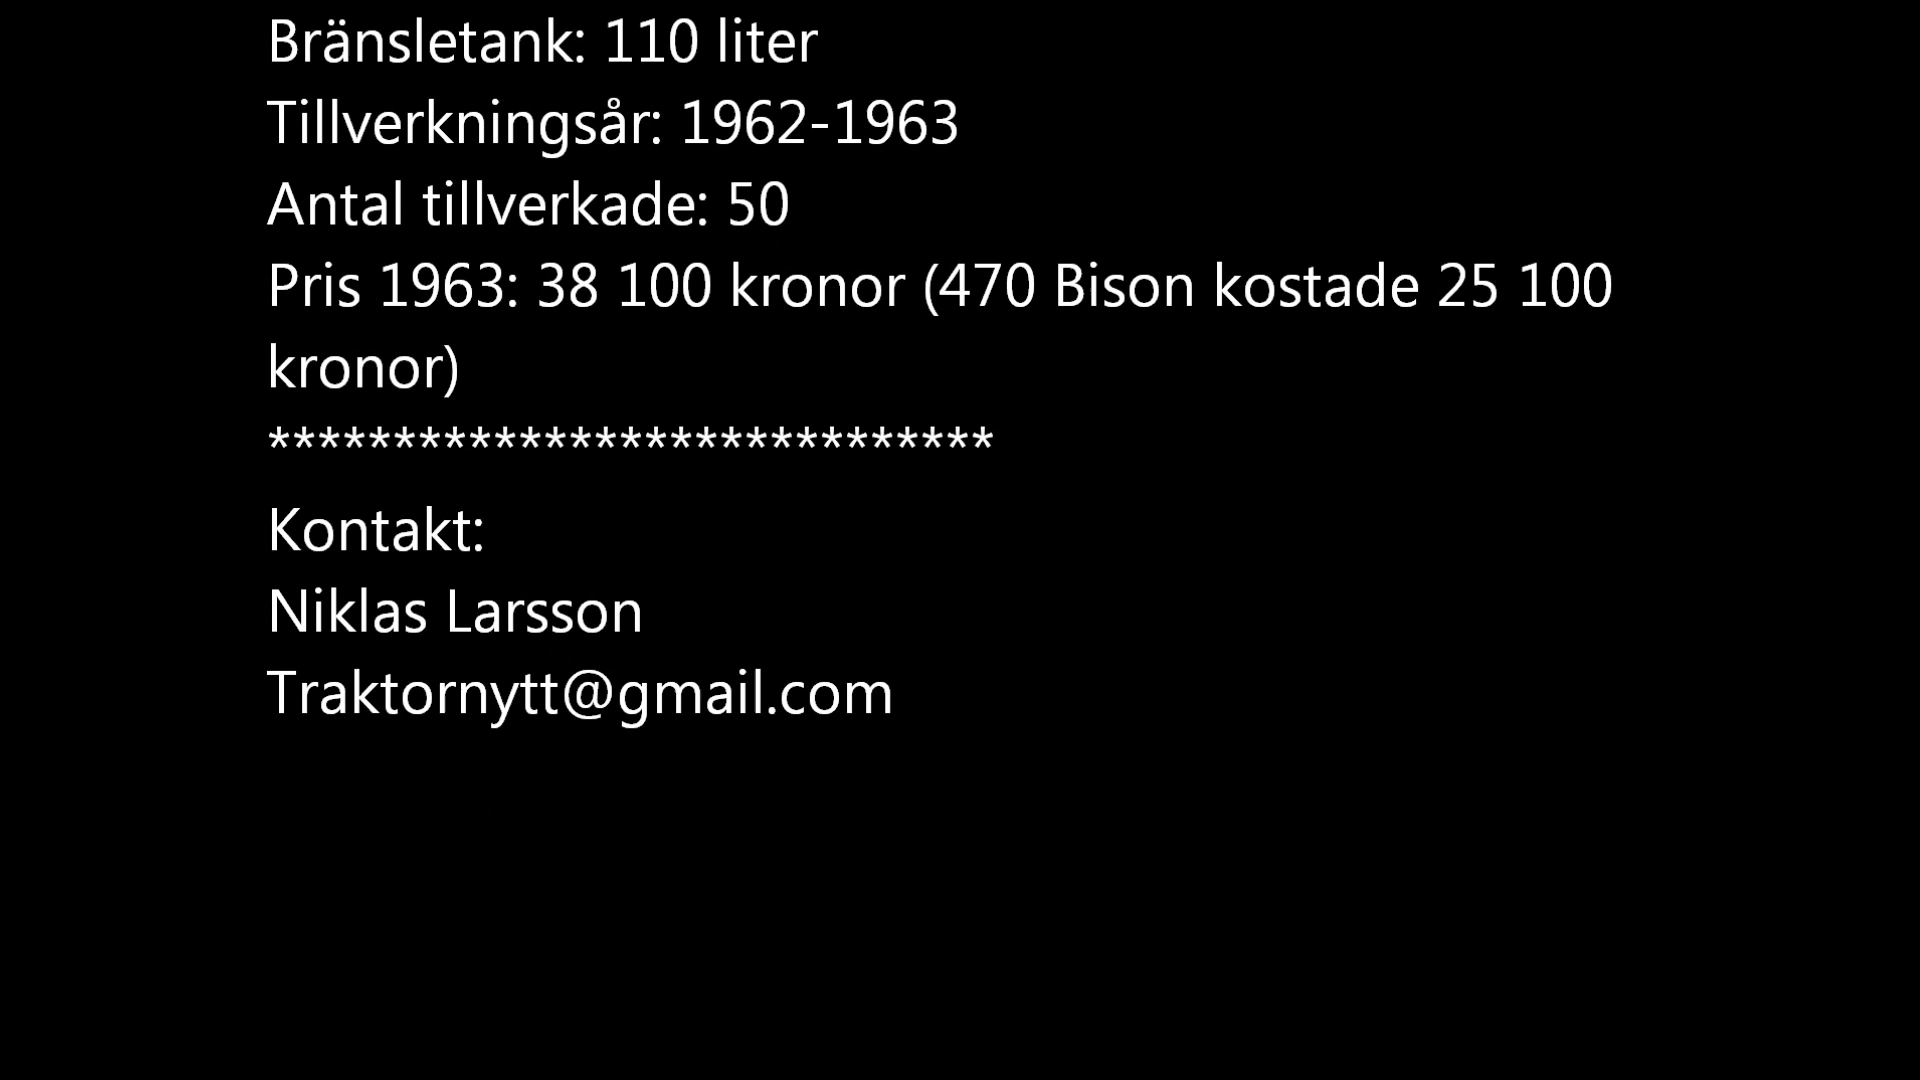 Bränsletank: 110 liter
Tillverkningsår: 1962-1963
Antal tillverkade: 50
Pris 1963: 38 100 kronor (470 Bison kostade 25 100
kronor)
*****************************
Kontakt:
Niklas Larsson
Traktornytt@gmail.com